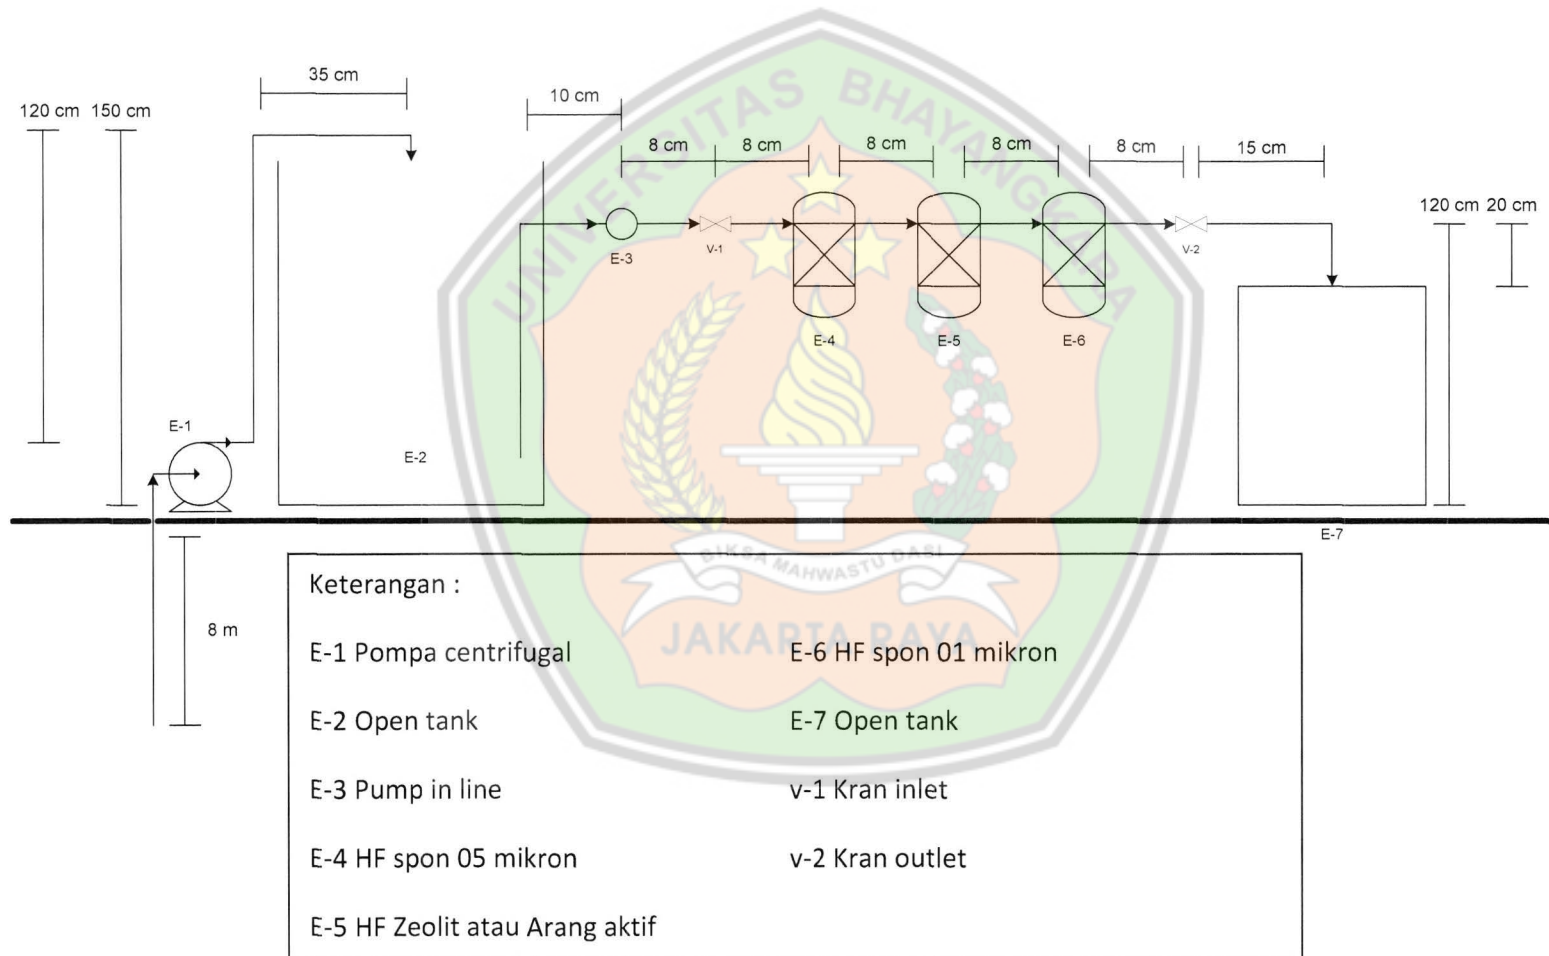 35 cm
10 cm
120 cm 150 cm
8 cm 8 cm 8 cm 8 cm 8 cm 15 cm
120 cm 20 cm
E-3
V-1
V-2
E-4 E-5 E-6
E-1
E-2
E-7
8 m
UNIVERSITAS BHAYANGKARA
BIKSA MAHWASTU DASI
JAKARTA RAYA
Keterangan :
E-1 Pompa centrifugal
E-2 Open tank
E-3 Pump in line
E-4 HF spon 05 mikron
E-5 HF Zeolit atau Arang aktif
E-6 HF spon 01 mikron
E-7 Open tank
v-1 Kran inlet
v-2 Kran outlet